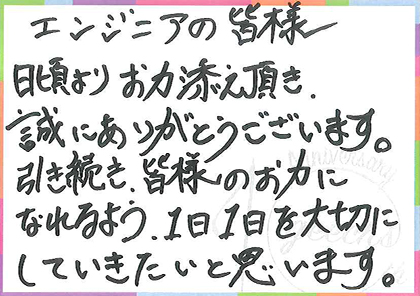 エンジニアの皆様
日頃よりお力添え頂き、
誠にありがとうございます。
引き続き、皆様のお力に
なれるよう、1日1日を大切に
していきたいと思います。
anniversary